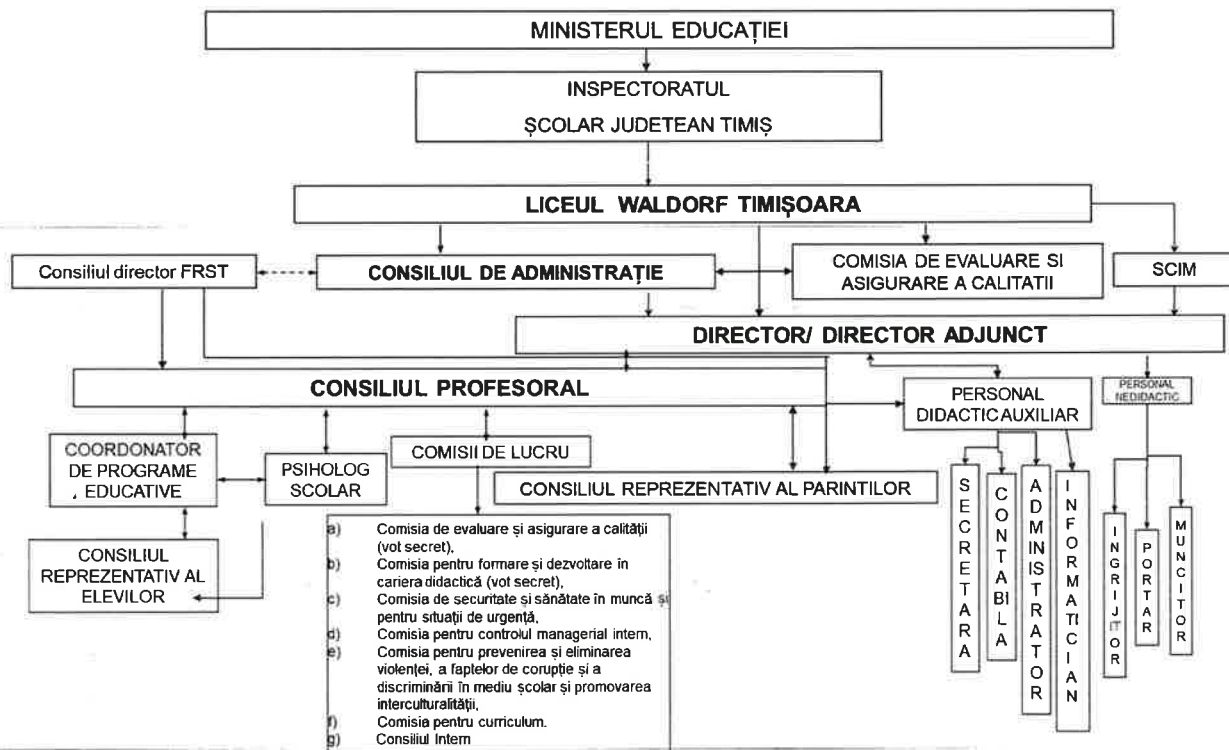 MINISTERUL EDUCAȚIEI
INSPECTORATUL
ȘCOLAR JUDETEAN TIMIȘ
LICEUL WALDORF TIMIȘOARA
Consiliul director FRST
CONSILIUL DE ADMINISTRAȚIE
COMISIA DE EVALUARE SI
ASIGURARE A CALITATII
SCIM
DIRECTOR/ DIRECTOR ADJUNCT
CONSILIUL PROFESORAL
PERSONAL
DIDACTIC AUXILIAR
PERSONAL
NEDIDACTIC
COORDONATOR
DE PROGRAME
EDUCATIVE
PSIHOLOG
SCOLAR
COMISII DE LUCRU
CONSILIUL REPREZENTATIV AL PARINTILOR
CONSILIUL
REPREZENTATIV AL
ELEVILOR
a) Comisia de evaluare și asigurare a calității
(vot secret),
b) Comisia pentru formare și dezvoltare în
cariera didactică (vot secret),
c) Comisia de securitate și sănătate în muncă și
pentru situații de urgență,
d) Comisia pentru controlul managerial intern,
e) Comisia pentru prevenirea și eliminarea
violenței, a faptelor de corupție și a
discriminării în mediu școlar și promovarea
interculturalității,
f) Comisia pentru curriculum.
g) Consiliul Intern
SECRETARA
CONTABILA
ADMINISTRATOR
INFORMATICIAN
INGRIJITOR
PORTAR
MUNCITOR